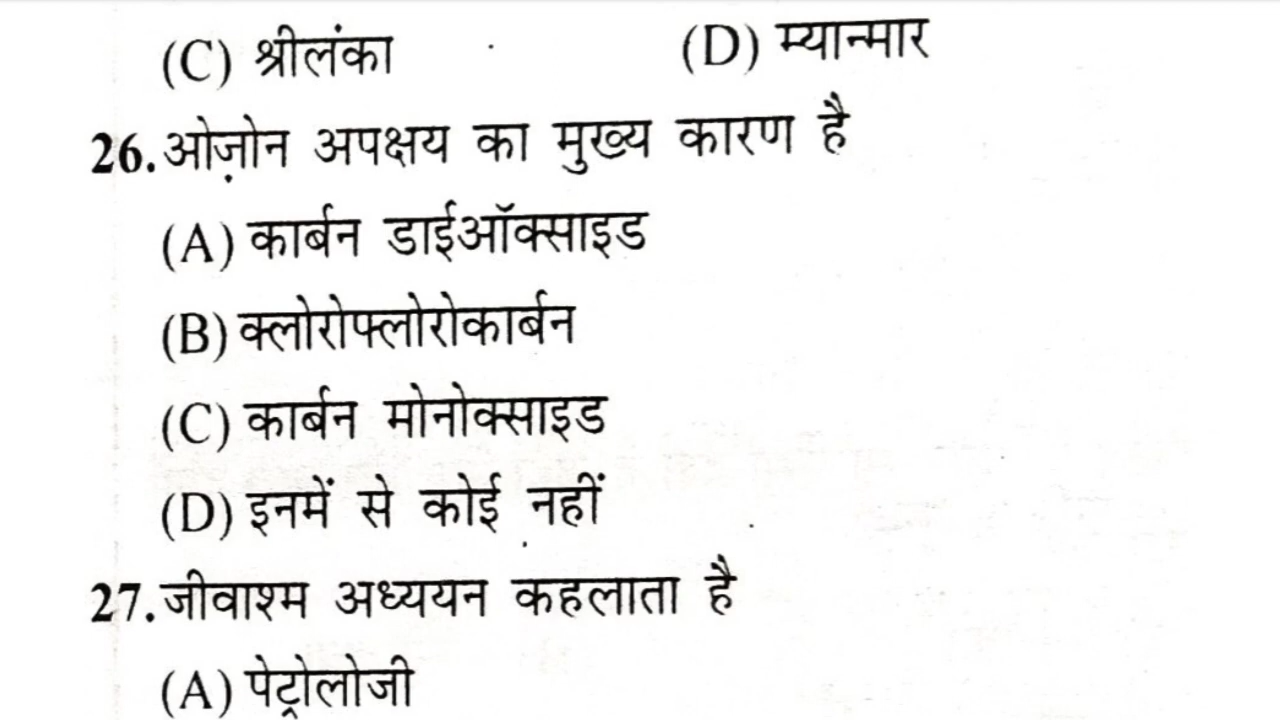 (C) श्रीलंका (D) म्यान्मार
26. ओज़ोन अपक्षय का मुख्य कारण है
(A) कार्बन डाईऑक्साइड
(B) क्लोरोफ्लोरोकार्बन
(C) कार्बन मोनोक्साइड
(D) इनमें से कोई नहीं
27. जीवाश्म अध्ययन कहलाता है
(A) पेट्रोलोजी